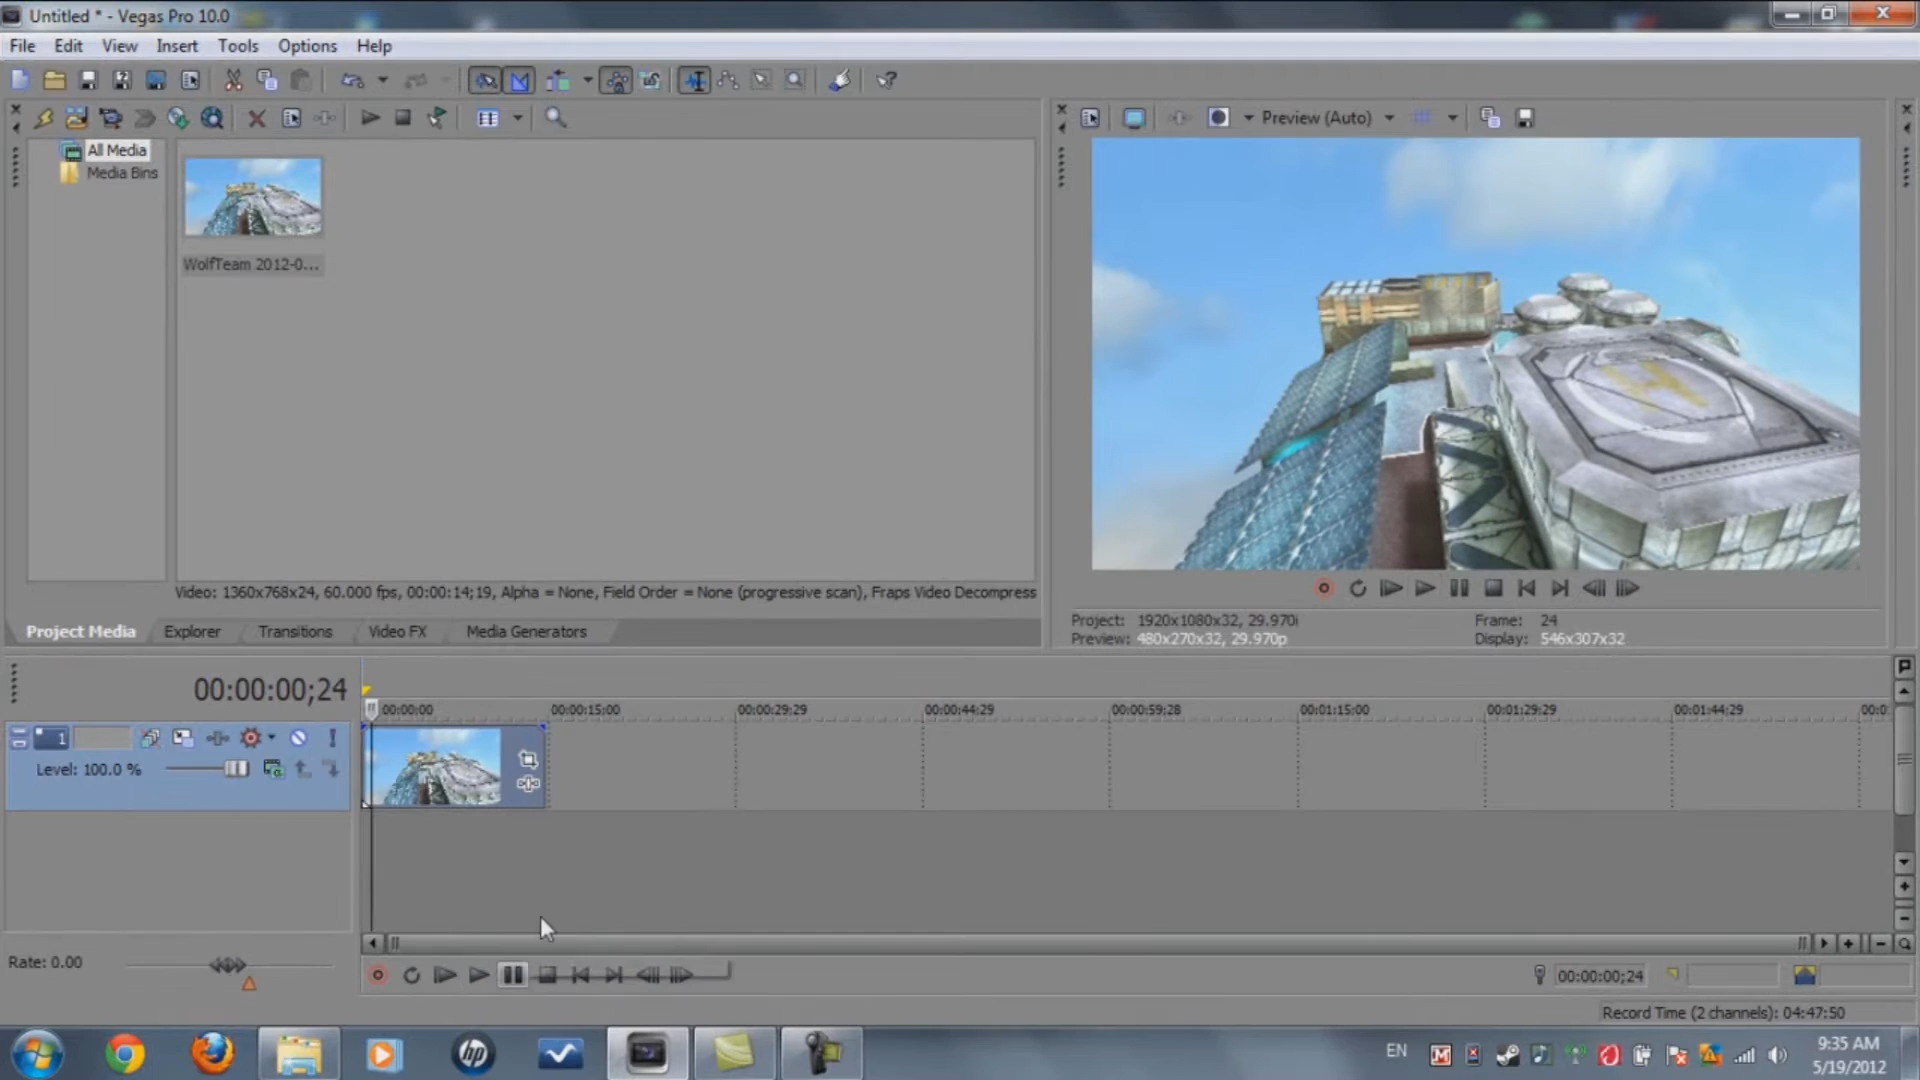 Untitled * - Vegas Pro 10.0
File Edit View Insert Tools Options Help
Preview (Auto)
All Media
Media Bins
WolfTeam 2012-0...
Video: 1360x768x24, 60.000 fps, 00:00:14;19, Alpha = None, Field Order = None (progressive scan), Fraps Video Decompress
Project Media Explorer Transitions Video FX Media Generators
Project: 1920x1080x32, 29.970i
Frame: 24
Preview: 480x270x32, 29.970p
Display: 546x307x32
00:00:00;24
00:00:00 00:00:15;00 00:00:29;29 00:00:44;29 00:00:59;28 00:01:15;00 00:01:29;29 00:01:44;29 00:0
1
Level: 100.0 %
Rate: 0.00
00:00:00;24
Record Time (2 channels): 04:47:50
hp
EN
9:35 AM
5/19/2012